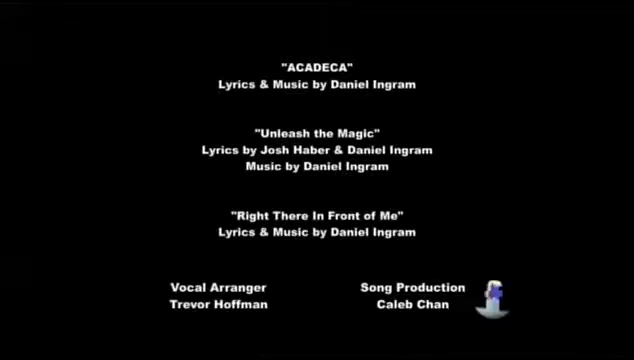 "ACADECA"
Lyrics & Music by Daniel Ingram
"Unleash the Magic"
Lyrics by Josh Haber & Daniel Ingram
Music by Daniel Ingram
"Right There In Front of Me"
Lyrics & Music by Daniel Ingram
Vocal Arranger
Trevor Hoffman
Song Production
Caleb Chan